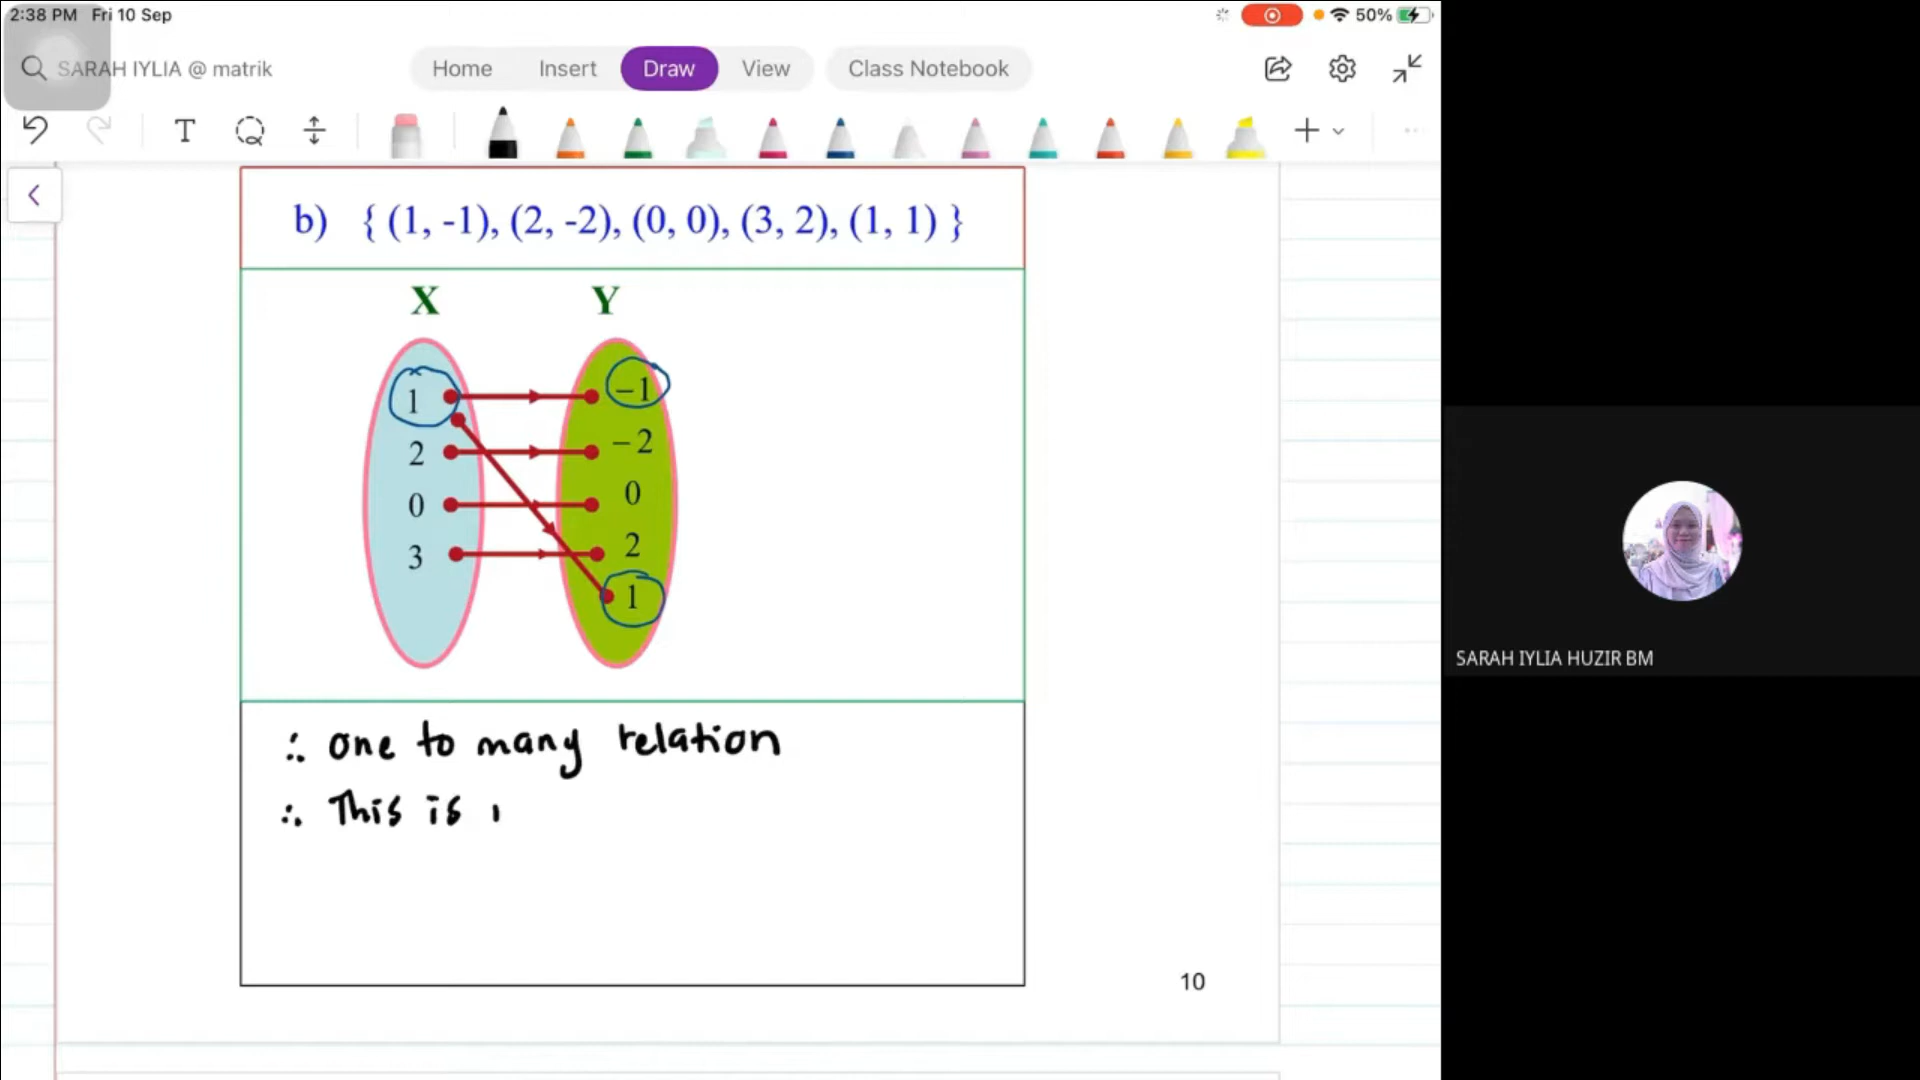 2:38 PM Fri 10 Sep
50%
SARAH IYLIA @ matrik
Home
Insert
Draw
View
Class Notebook
T
b) { (1, -1), (2, -2), (0, 0), (3, 2), (1, 1) }
X Y
1 −1
2 −2
0 0
3 2
1
∴ one to many relation
∴ This is
10
SARAH IYLIA HUZIR BM